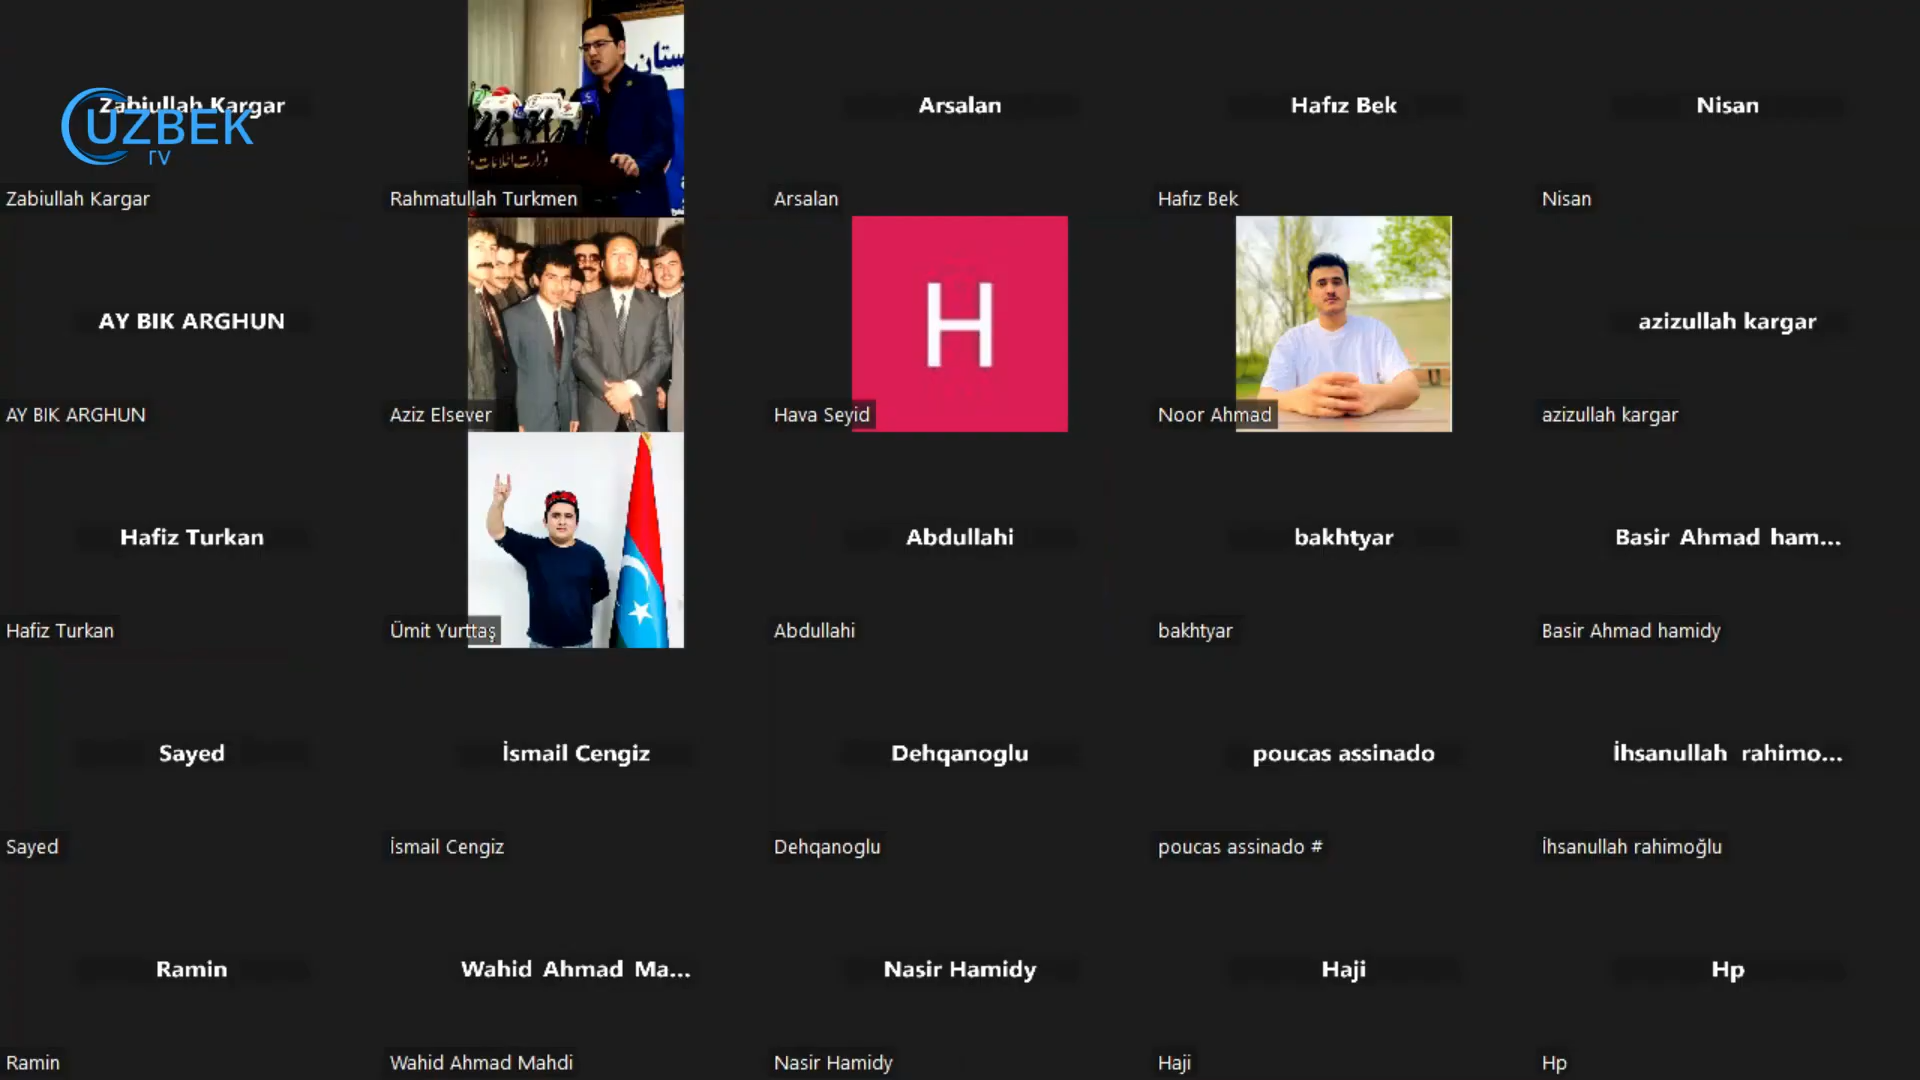 Zabiullah Kargar
UZBEK
TV
Zabiullah Kargar
ستان
وزارت اطلاعات و
Rahmatullah Turkmen
Arsalan
Arsalan
Hafız Bek
Hafız Bek
Nisan
Nisan
AY BIK ARGHUN
AY BIK ARGHUN
Aziz Elsever
H
Hava Seyid
Noor Ahmad
azizullah kargar
azizullah kargar
Hafiz Turkan
Hafiz Turkan
Ümit Yurttaş
Abdullahi
Abdullahi
bakhtyar
bakhtyar
Basir Ahmad ham...
Basir Ahmad hamidy
Sayed
Sayed
İsmail Cengiz
İsmail Cengiz
Dehqanoglu
Dehqanoglu
poucas assinado
poucas assinado #
İhsanullah rahimo...
İhsanullah rahimoğlu
Ramin
Ramin
Wahid Ahmad Ma...
Wahid Ahmad Mahdi
Nasir Hamidy
Nasir Hamidy
Haji
Haji
Hp
Hp